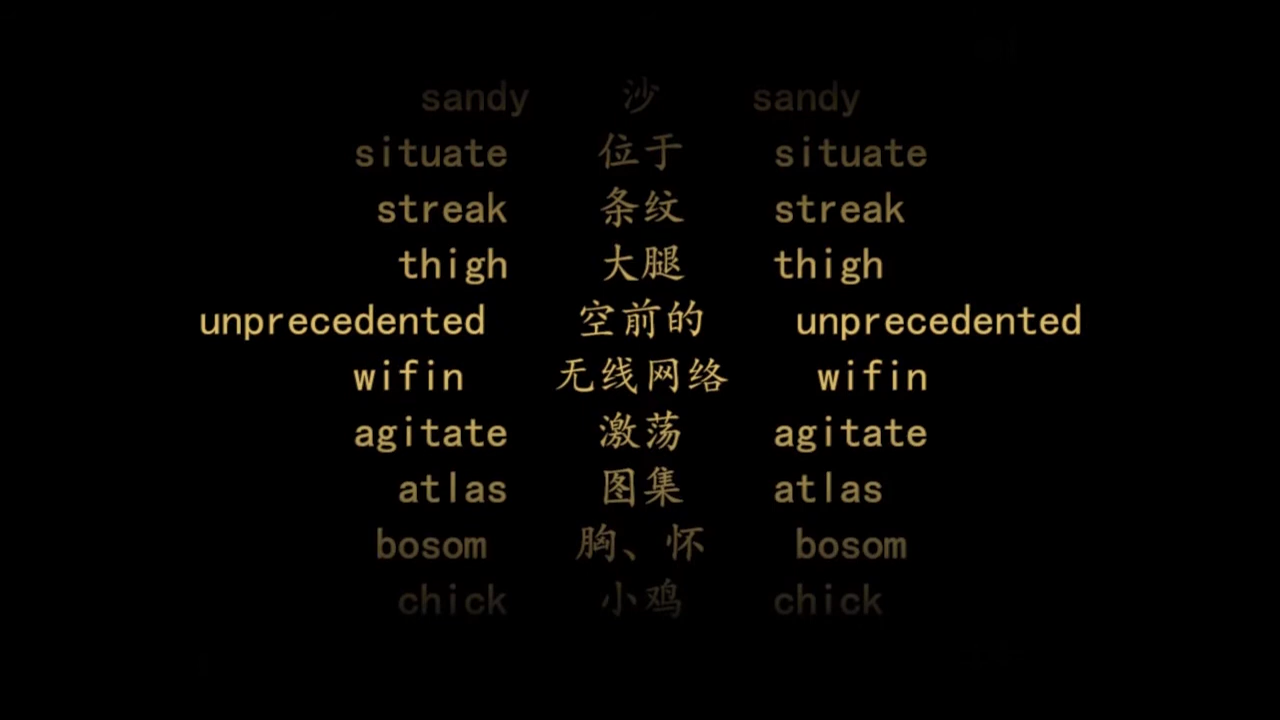 sandy 沙 sandy
situate 位于 situate
streak 条纹 streak
thigh 大腿 thigh
unprecedented 空前的 unprecedented
wifin 无线网络 wifin
agitate 激荡 agitate
atlas 图集 atlas
bosom 胸、怀 bosom
chick 小鸡 chick